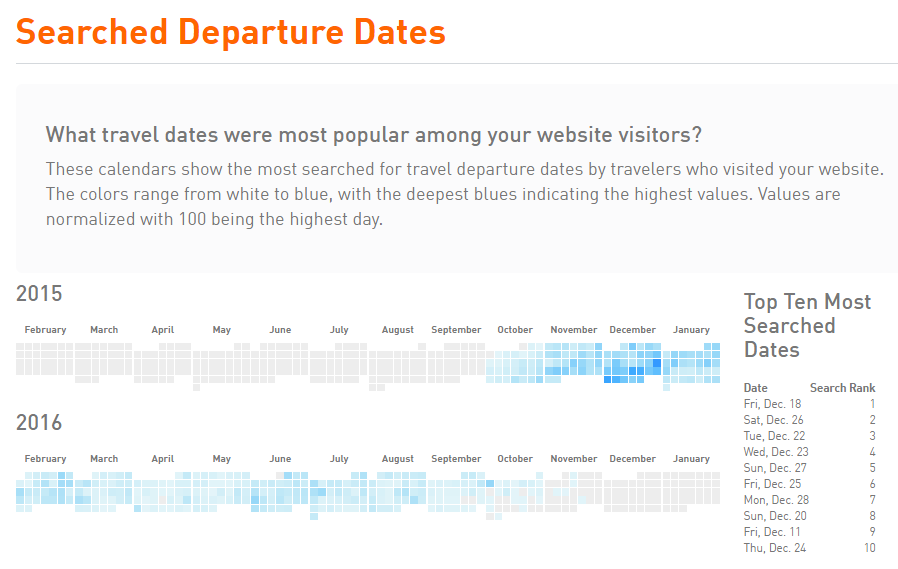 Searched Departure Dates
What travel dates were most popular among your website visitors?
These calendars show the most searched for travel departure dates by travelers who visited your website.
The colors range from white to blue, with the deepest blues indicating the highest values. Values are
normalized with 100 being the highest day.
2015
February March April May June July August September October November December January
2016
February March April May June July August September October November December January
Top Ten Most
Searched
Dates
Date Search Rank
Fri, Dec. 18 1
Sat, Dec. 26 2
Tue, Dec. 22 3
Wed, Dec. 23 4
Sun, Dec. 27 5
Fri, Dec. 25 6
Mon, Dec. 28 7
Sun, Dec. 20 8
Fri, Dec. 11 9
Thu, Dec. 24 10